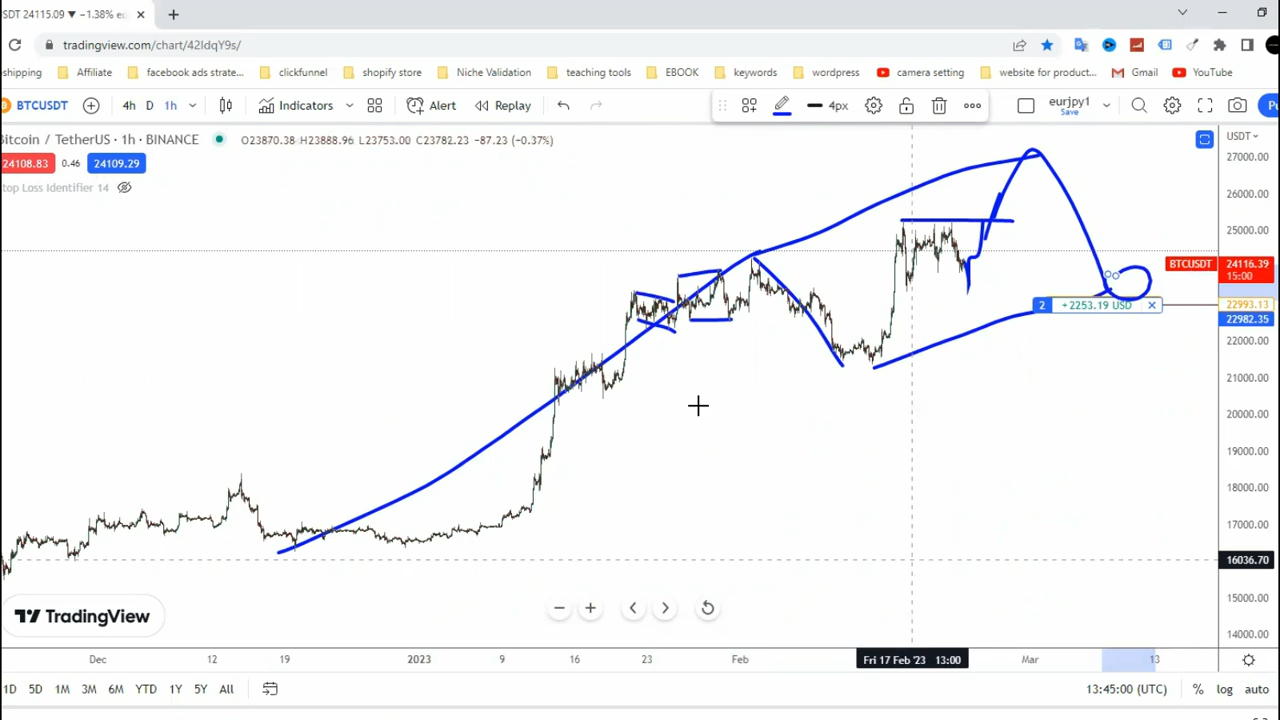 SDT 24115.09 ▼ −1.38%
tradingview.com/chart/42IdqY9s/
shipping Affiliate facebook ads strate... clickfunnel shopify store Niche Validation teaching tools EBOOK keywords wordpress camera setting website for product... Gmail YouTube
BTCUSDT 4h D 1h Indicators Alert Replay 4px eurjpy1
Save
Bitcoin / TetherUS · 1h · BINANCE O23870.38 H23888.96 L23753.00 C23782.23 −87.23 (−0.37%) USDT
24108.83 0.46 24109.29
top Loss Identifier 14
27000.00
26000.00
25000.00
BTCUSDT 24116.39
15:00
2 +2253.19 USD 22993.13
22982.35
22000.00
21000.00
20000.00
19000.00
18000.00
17000.00
16036.70
15000.00
14000.00
TradingView
Dec 12 19 2023 9 16 23 Feb Fri 17 Feb '23 13:00 Mar 13
1D 5D 1M 3M 6M YTD 1Y 5Y All 13:45:00 (UTC) % log auto